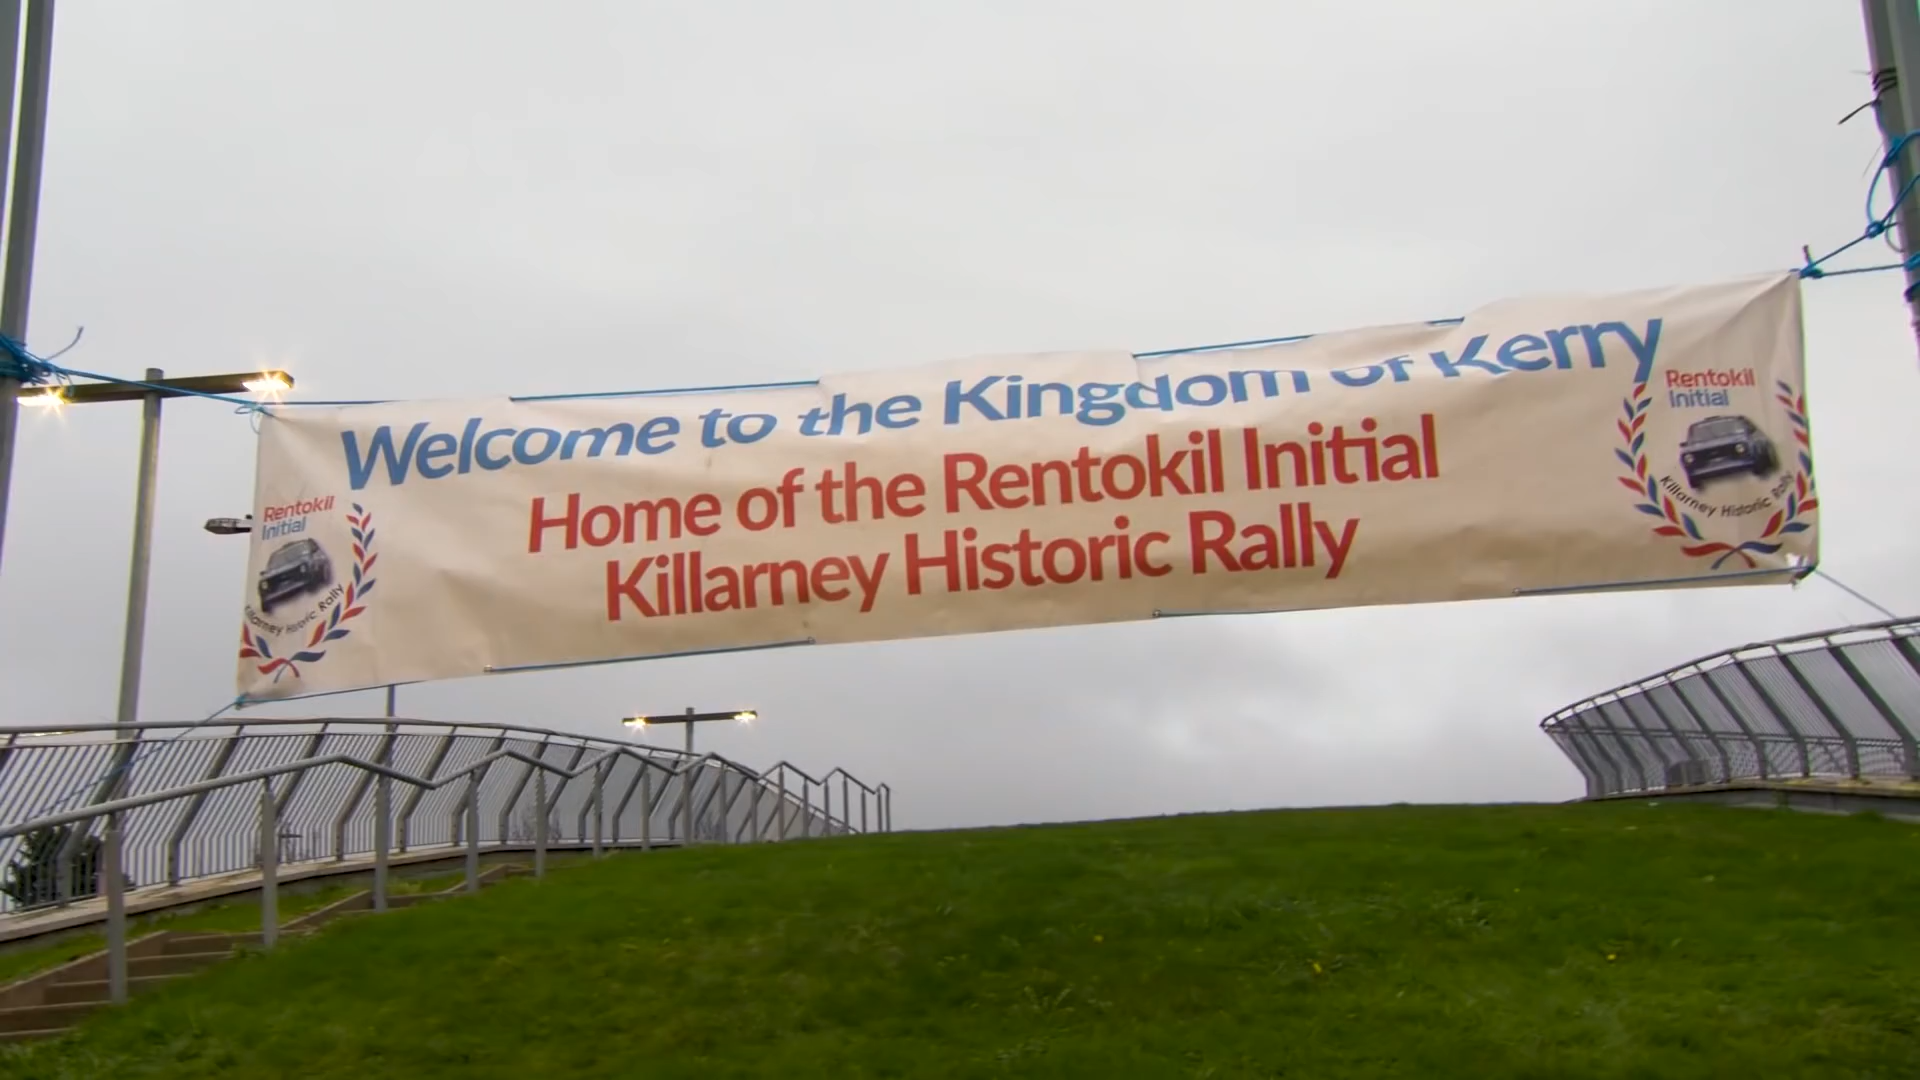 Welcome to the Kingdom of Kerry
Home of the Rentokil Initial
Killarney Historic Rally
Rentokil
Initial
Killarney Historic Rally
Rentokil
Initial
Killarney Historic Rally